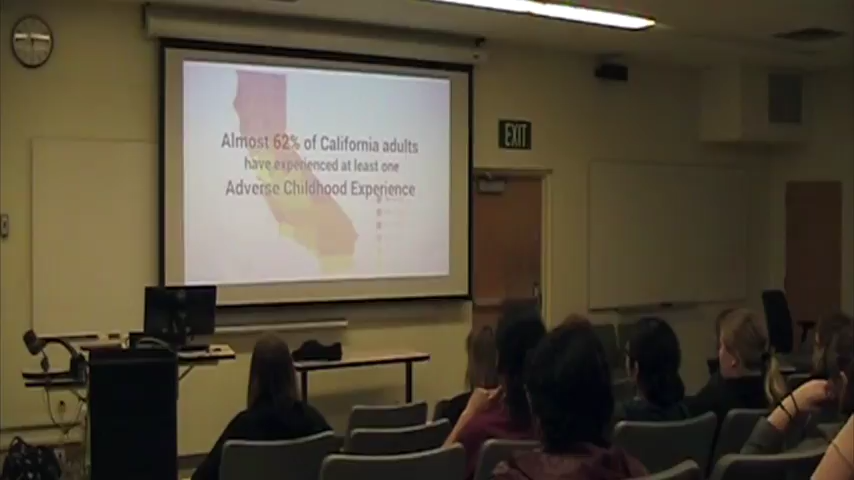 Almost 62% of California adults
have experienced at least one
Adverse Childhood Experience
EXIT